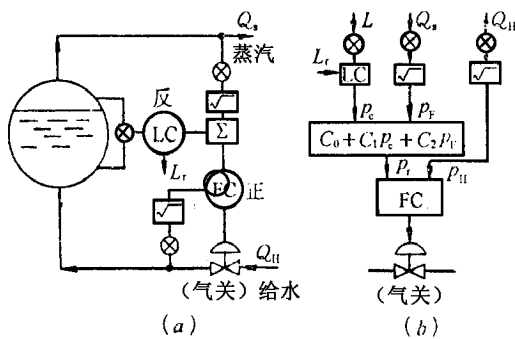 Qs
蒸汽
反
√
LC
Σ
Lr
FC 正
√
QH
(气关) 给水
(a)
L Qs QH
Lr LC √ √
pc pF
C0 + C1pc + C2pF
pr pH
FC
(气关)
(b)